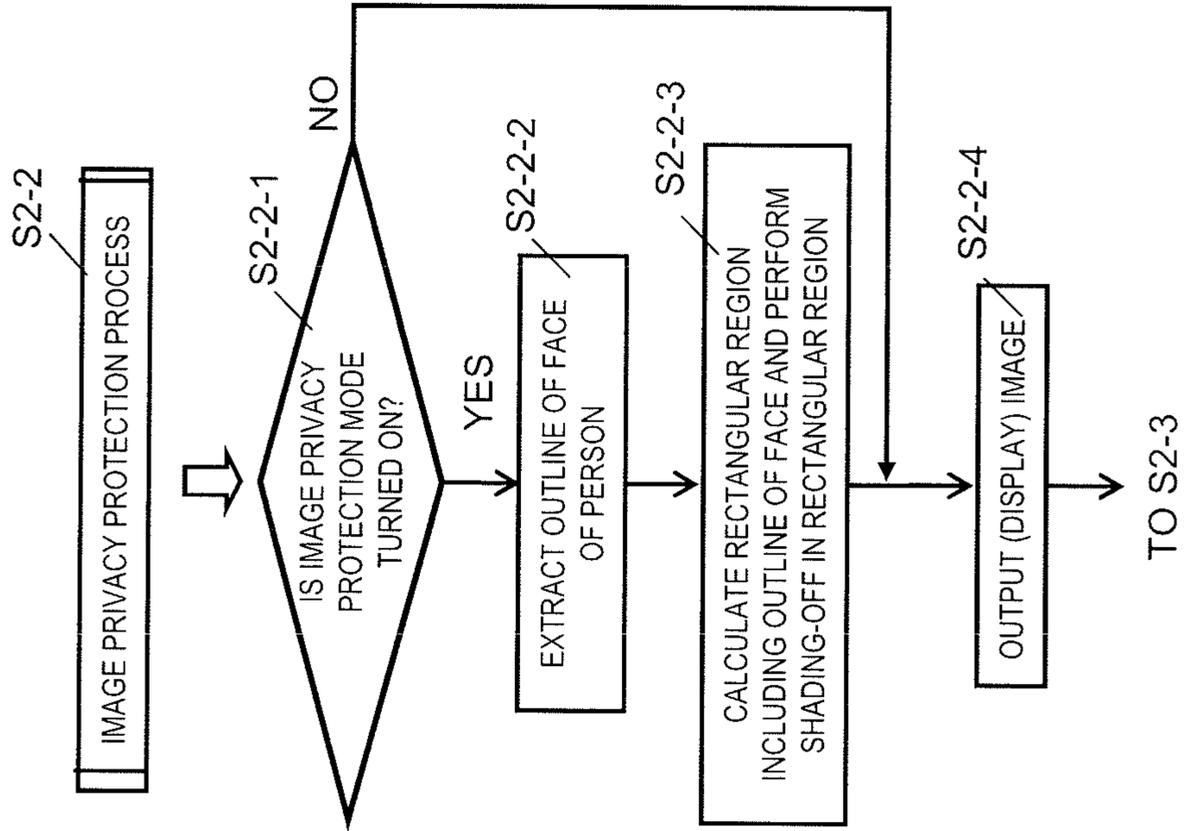 S2-2
IMAGE PRIVACY PROTECTION PROCESS
S2-2-1
IS IMAGE PRIVACY
PROTECTION MODE
TURNED ON?
NO
YES
S2-2-2
EXTRACT OUTLINE OF FACE
OF PERSON
S2-2-3
CALCULATE RECTANGULAR REGION
INCLUDING OUTLINE OF FACE AND PERFORM
SHADING-OFF IN RECTANGULAR REGION
S2-2-4
OUTPUT (DISPLAY) IMAGE
TO S2-3